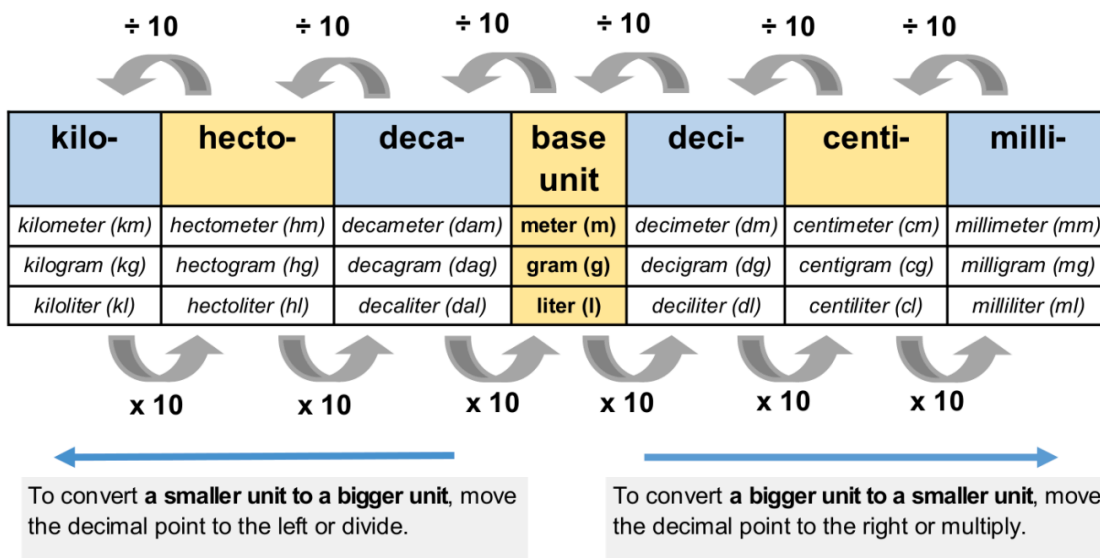 ÷ 10 ÷ 10 ÷ 10 ÷ 10 ÷ 10 ÷ 10
kilo- hecto- deca- base unit deci- centi- milli-
kilometer (km) hectometer (hm) decameter (dam) meter (m) decimeter (dm) centimeter (cm) millimeter (mm)
kilogram (kg) hectogram (hg) decagram (dag) gram (g) decigram (dg) centigram (cg) milligram (mg)
kiloliter (kl) hectoliter (hl) decaliter (dal) liter (l) deciliter (dl) centiliter (cl) milliliter (ml)
x 10 x 10 x 10 x 10 x 10 x 10
To convert a smaller unit to a bigger unit, move
the decimal point to the left or divide.
To convert a bigger unit to a smaller unit, move
the decimal point to the right or multiply.